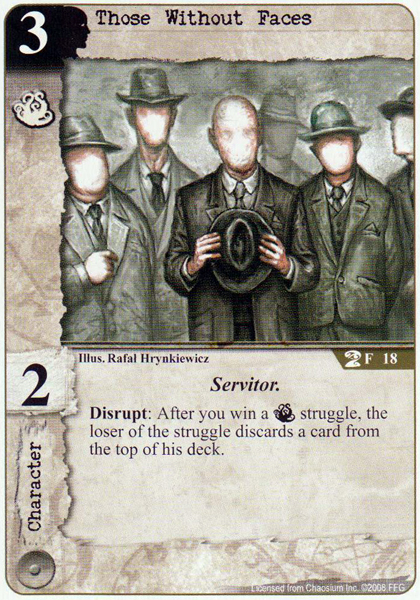 3
Those Without Faces
Illus. Rafał Hrynkiewicz
F 18
2
Servitor.
Disrupt: After you win a struggle, the
loser of the struggle discards a card from
the top of his deck.
Character
Licensed from Chaosium Inc. ©2008 FFG